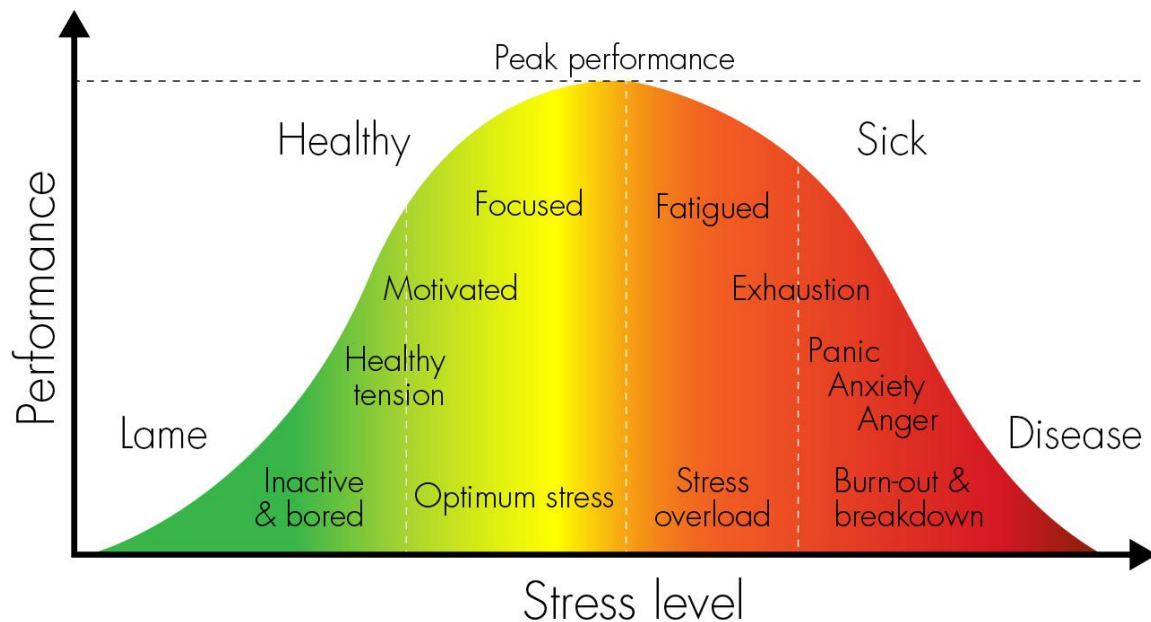 Peak performance
Healthy
Sick
Focused
Fatigued
Motivated
Exhaustion
Healthy
tension
Panic
Anxiety
Anger
Lame
Disease
Inactive
& bored
Optimum stress
Stress
overload
Burn-out &
breakdown
Performance
Stress level